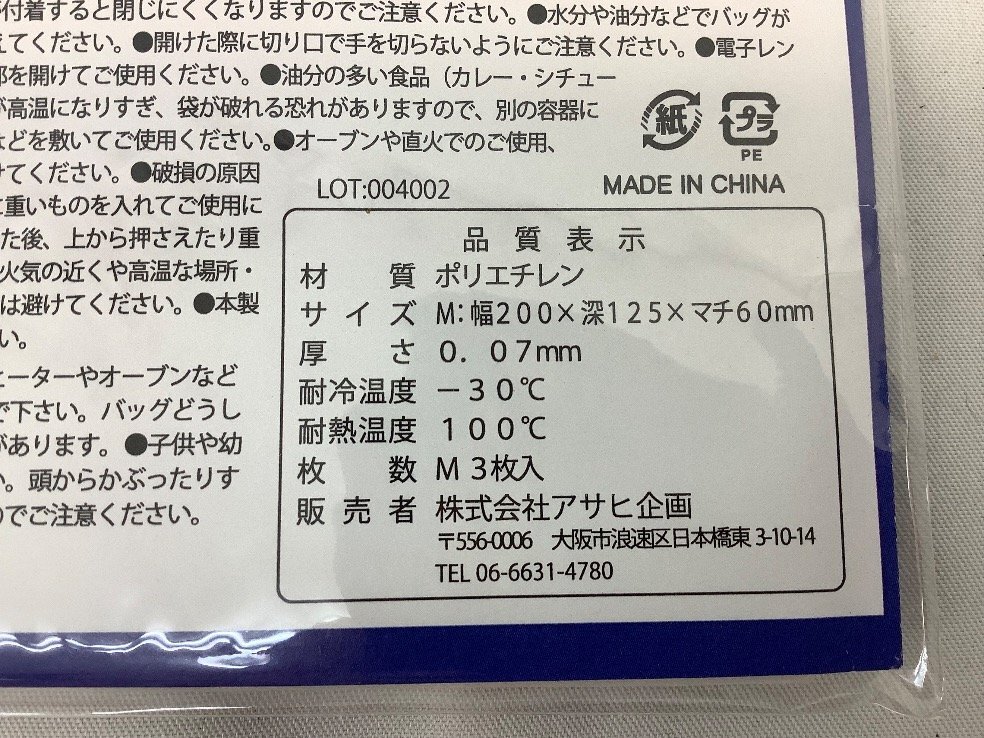 付着すると閉じにくくなりますのでご注意ください。●水分や油分などでバッグが
えてください。●開けた際に切り口で手を切らないようにご注意ください。●電子レン
部を開けてご使用ください。●油分の多い食品（カレー・シチュー
が高温になりすぎ、袋が破れる恐れがありますので、別の容器に
などを敷いてご使用ください。●オーブンや直火でのご使用、
けてください。●破損の原因
に重いものを入れてご使用に
た後、上から押さえたり重
火気の近くや高温な場所・
は避けてください。●本製
い。
ヒーターやオーブンなど
で下さい。バッグどうし
があります。●子供や幼
い。頭からかぶったりす
のでご注意ください。
紙
プラ
PE
LOT:004002
MADE IN CHINA
品質表示
材質 ポリエチレン
サイズ M:幅200×深125×マチ60mm
厚さ 0.07mm
耐冷温度 －30℃
耐熱温度 100℃
枚数 M 3枚入
販売者 株式会社アサヒ企画
〒556-0006 大阪市浪速区日本橋東 3-10-14
TEL 06-6631-4780